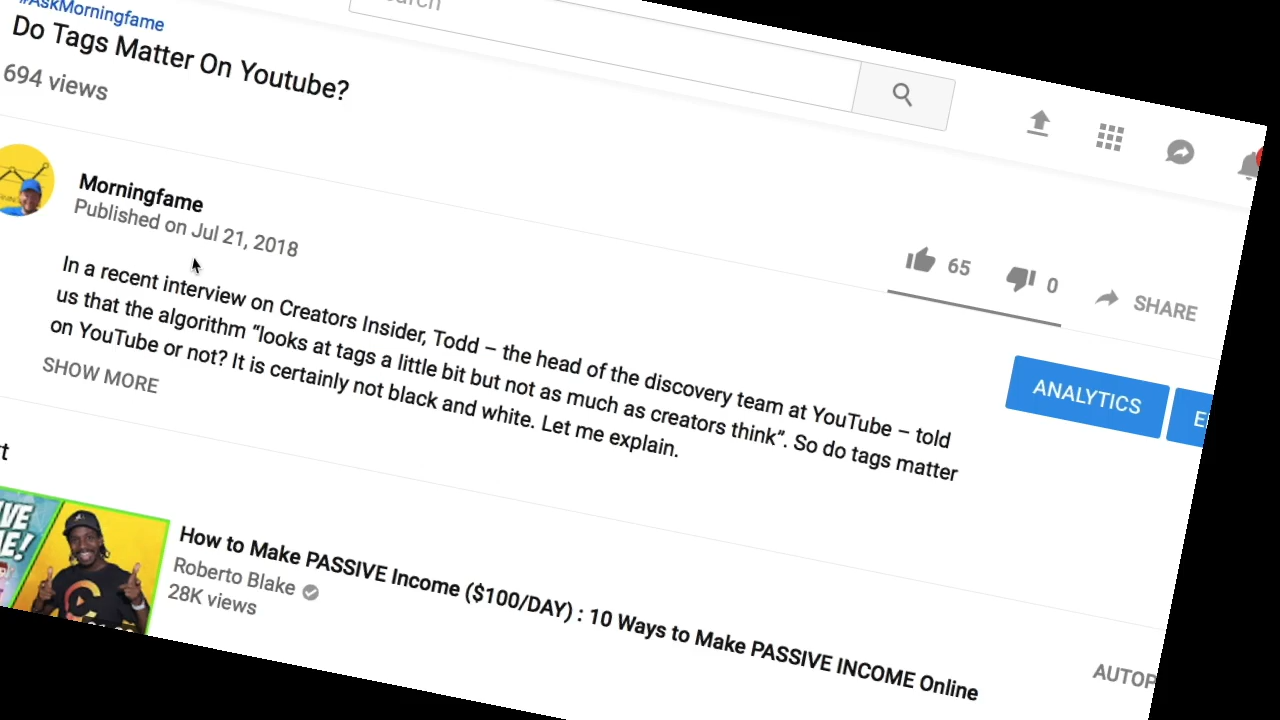 #AskMorningfame
Do Tags Matter On Youtube?
694 views
Morningfame
Published on Jul 21, 2018
65
0
SHARE
ANALYTICS
In a recent interview on Creators Insider, Todd – the head of the discovery team at YouTube – told
us that the algorithm “looks at tags a little bit but not as much as creators think”. So do tags matter
on YouTube or not? It is certainly not black and white. Let me explain.
SHOW MORE
How to Make PASSIVE Income ($100/DAY) : 10 Ways to Make PASSIVE INCOME Online
Roberto Blake
28K views